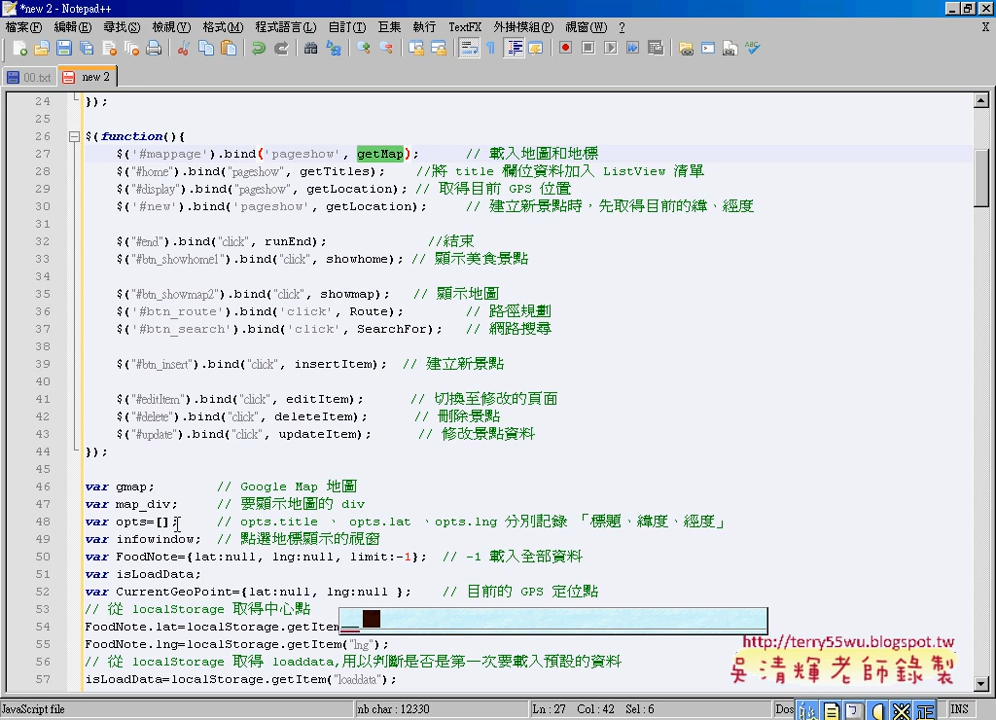 *new 2 - Notepad++
檔案(F) 編輯(E) 尋找(S) 檢視(V) 格式(M) 程式語言(L) 自訂(T) 巨集 執行 TextFX 外掛模組(P) 視窗(W) ? X
00.txt new 2
24 });
25
26 $(function(){
27 $('#mappage').bind('pageshow', getMap); // 載入地圖和地標
28 $("#home").bind("pageshow", getTitles); //將 title 欄位資料加入 ListView 清單
29 $("#display").bind("pageshow", getLocation); // 取得目前 GPS 位置
30 $('#new').bind('pageshow', getLocation); // 建立新景點時，先取得目前的緯、經度
31
32 $("#end").bind("click", runEnd); //結束
33 $("#btn_showhome1").bind("click", showhome); // 顯示美食景點
34
35 $("#btn_showmap2").bind("click", showmap); // 顯示地圖
36 $('#btn_route').bind('click', Route); // 路徑規劃
37 $('#btn_search').bind('click', SearchFor); // 網路搜尋
38
39 $("#btn_insert").bind("click", insertItem); // 建立新景點
40
41 $("#editItem").bind("click", editItem); // 切換至修改的頁面
42 $("#delete").bind("click", deleteItem); // 刪除景點
43 $("#update").bind("click", updateItem); // 修改景點資料
44 });
45
46 var gmap; // Google Map 地圖
47 var map_div; // 要顯示地圖的 div
48 var opts=[]; // opts.title 、 opts.lat 、opts.lng 分別記錄 「標題、緯度、經度」
49 var infowindow; // 點選地標顯示的視窗
50 var FoodNote={lat:null, lng:null, limit:-1}; // -1 載入全部資料
51 var isLoadData;
52 var CurrentGeoPoint={lat:null, lng:null }; // 目前的 GPS 定位點
53 // 從 localStorage 取得中心點
54 FoodNote.lat=localStorage.getItem
55 FoodNote.lng=localStorage.getItem("lng");
56 // 從 localStorage 取得 loaddata,用以判斷是否是第一次要載入預設的資料
57 isLoadData=localStorage.getItem("loaddata");
http://terry55wu.blogspot.tw
吳清輝老師錄製
JavaScript file nb char : 12330 Ln : 27 Col : 42 Sel : 6 Dos INS